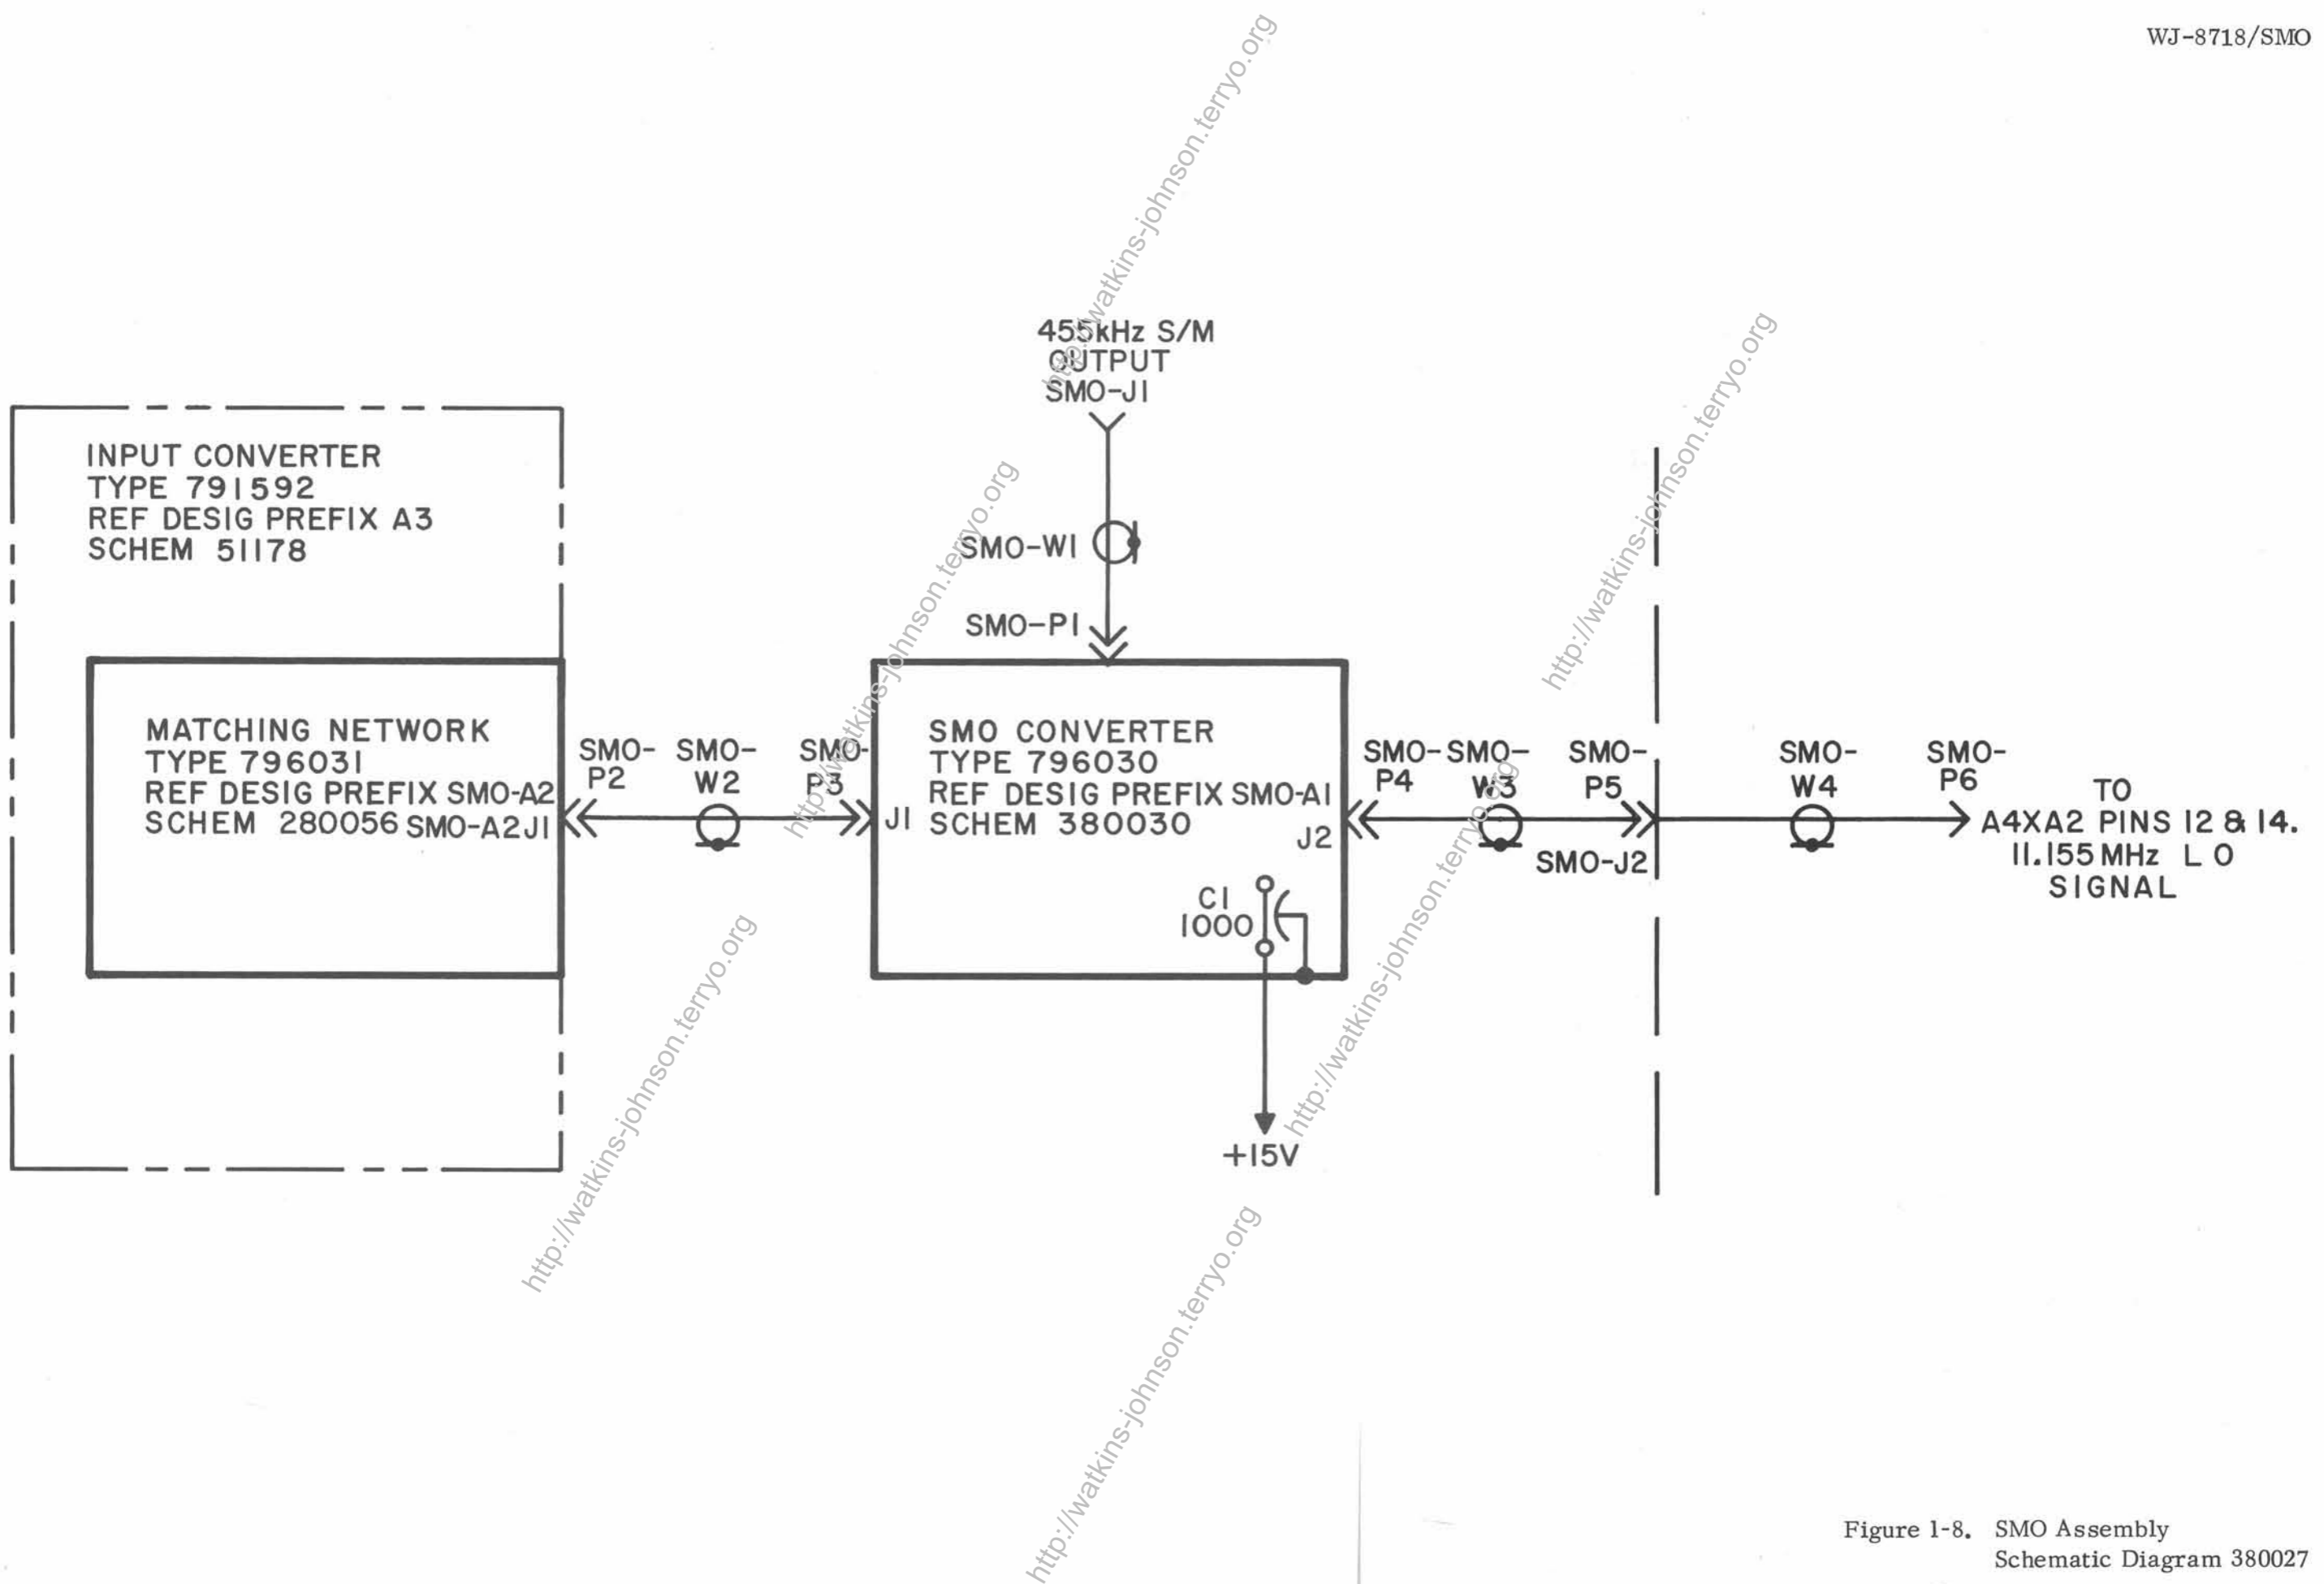 WJ-8718/SMO
455kHz S/M
OUTPUT
SMO-J1
INPUT CONVERTER
TYPE 791592
REF DESIG PREFIX A3
SCHEM 51178
SMO-W1
SMO-P1
MATCHING NETWORK
TYPE 796031
REF DESIG PREFIX SMO-A2
SCHEM 280056 SMO-A2J1
SMO-
P2
SMO-
W2
SMO-
P3
J1
SMO CONVERTER
TYPE 796030
REF DESIG PREFIX SMO-A1
SCHEM 380030
J2
C1
1000
+15V
SMO-
P4
SMO-
W3
SMO-
P5
SMO-J2
SMO-
W4
SMO-
P6
TO
A4XA2 PINS 12 & 14.
11.155 MHz LO
SIGNAL
Figure 1-8. SMO Assembly
Schematic Diagram 380027
http://watkins-johnson.terryo.org
http://watkins-johnson.terryo.org
http://watkins-johnson.terryo.org
http://watkins-johnson.terryo.org
http://watkins-johnson.terryo.org
http://watkins-johnson.terryo.org